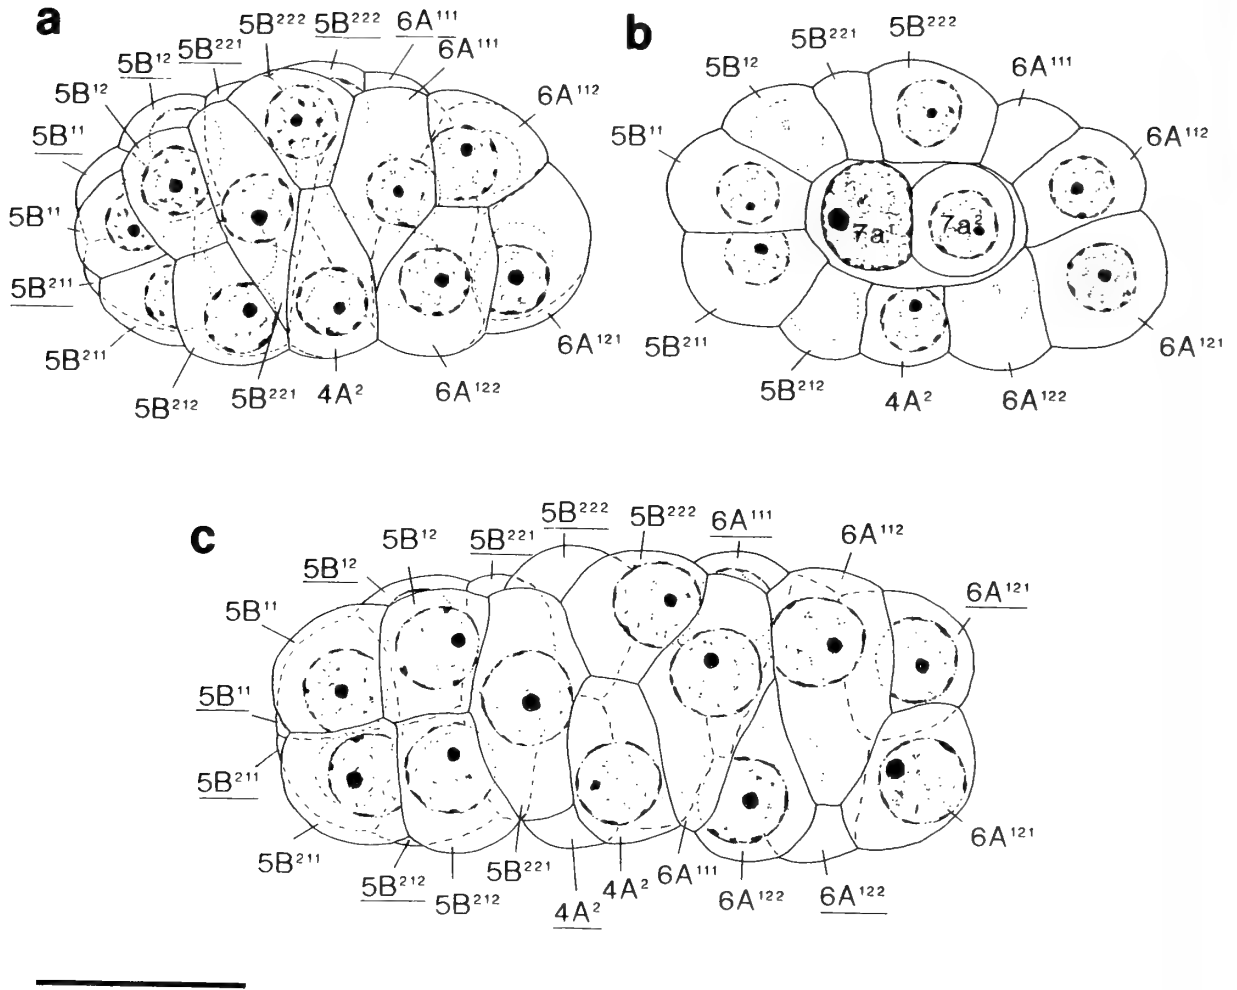 a
5B²²² 5B²²² 6A¹¹¹
5B²²¹ 6A¹¹¹
5B¹²
5B¹² 6A¹¹²
5B¹¹
5B¹¹
5B²¹¹
5B²¹¹ 6A¹²¹
5B²¹² 5B²²¹ 4A² 6A¹²²
b
5B²²¹ 5B²²²
5B¹² 6A¹¹¹
5B¹¹ 6A¹¹²
7a¹ 7a²
5B²¹¹ 6A¹²¹
5B²¹² 4A² 6A¹²²
c
5B²²² 5B²²² 6A¹¹¹
5B¹² 5B²²¹ 6A¹¹²
5B¹² 6A¹²¹
5B¹¹
5B¹¹
5B²¹¹
5B²¹¹ 6A¹²¹
5B²¹² 5B²¹² 5B²²¹ 4A² 4A² 6A¹¹¹ 6A¹²² 6A¹²²